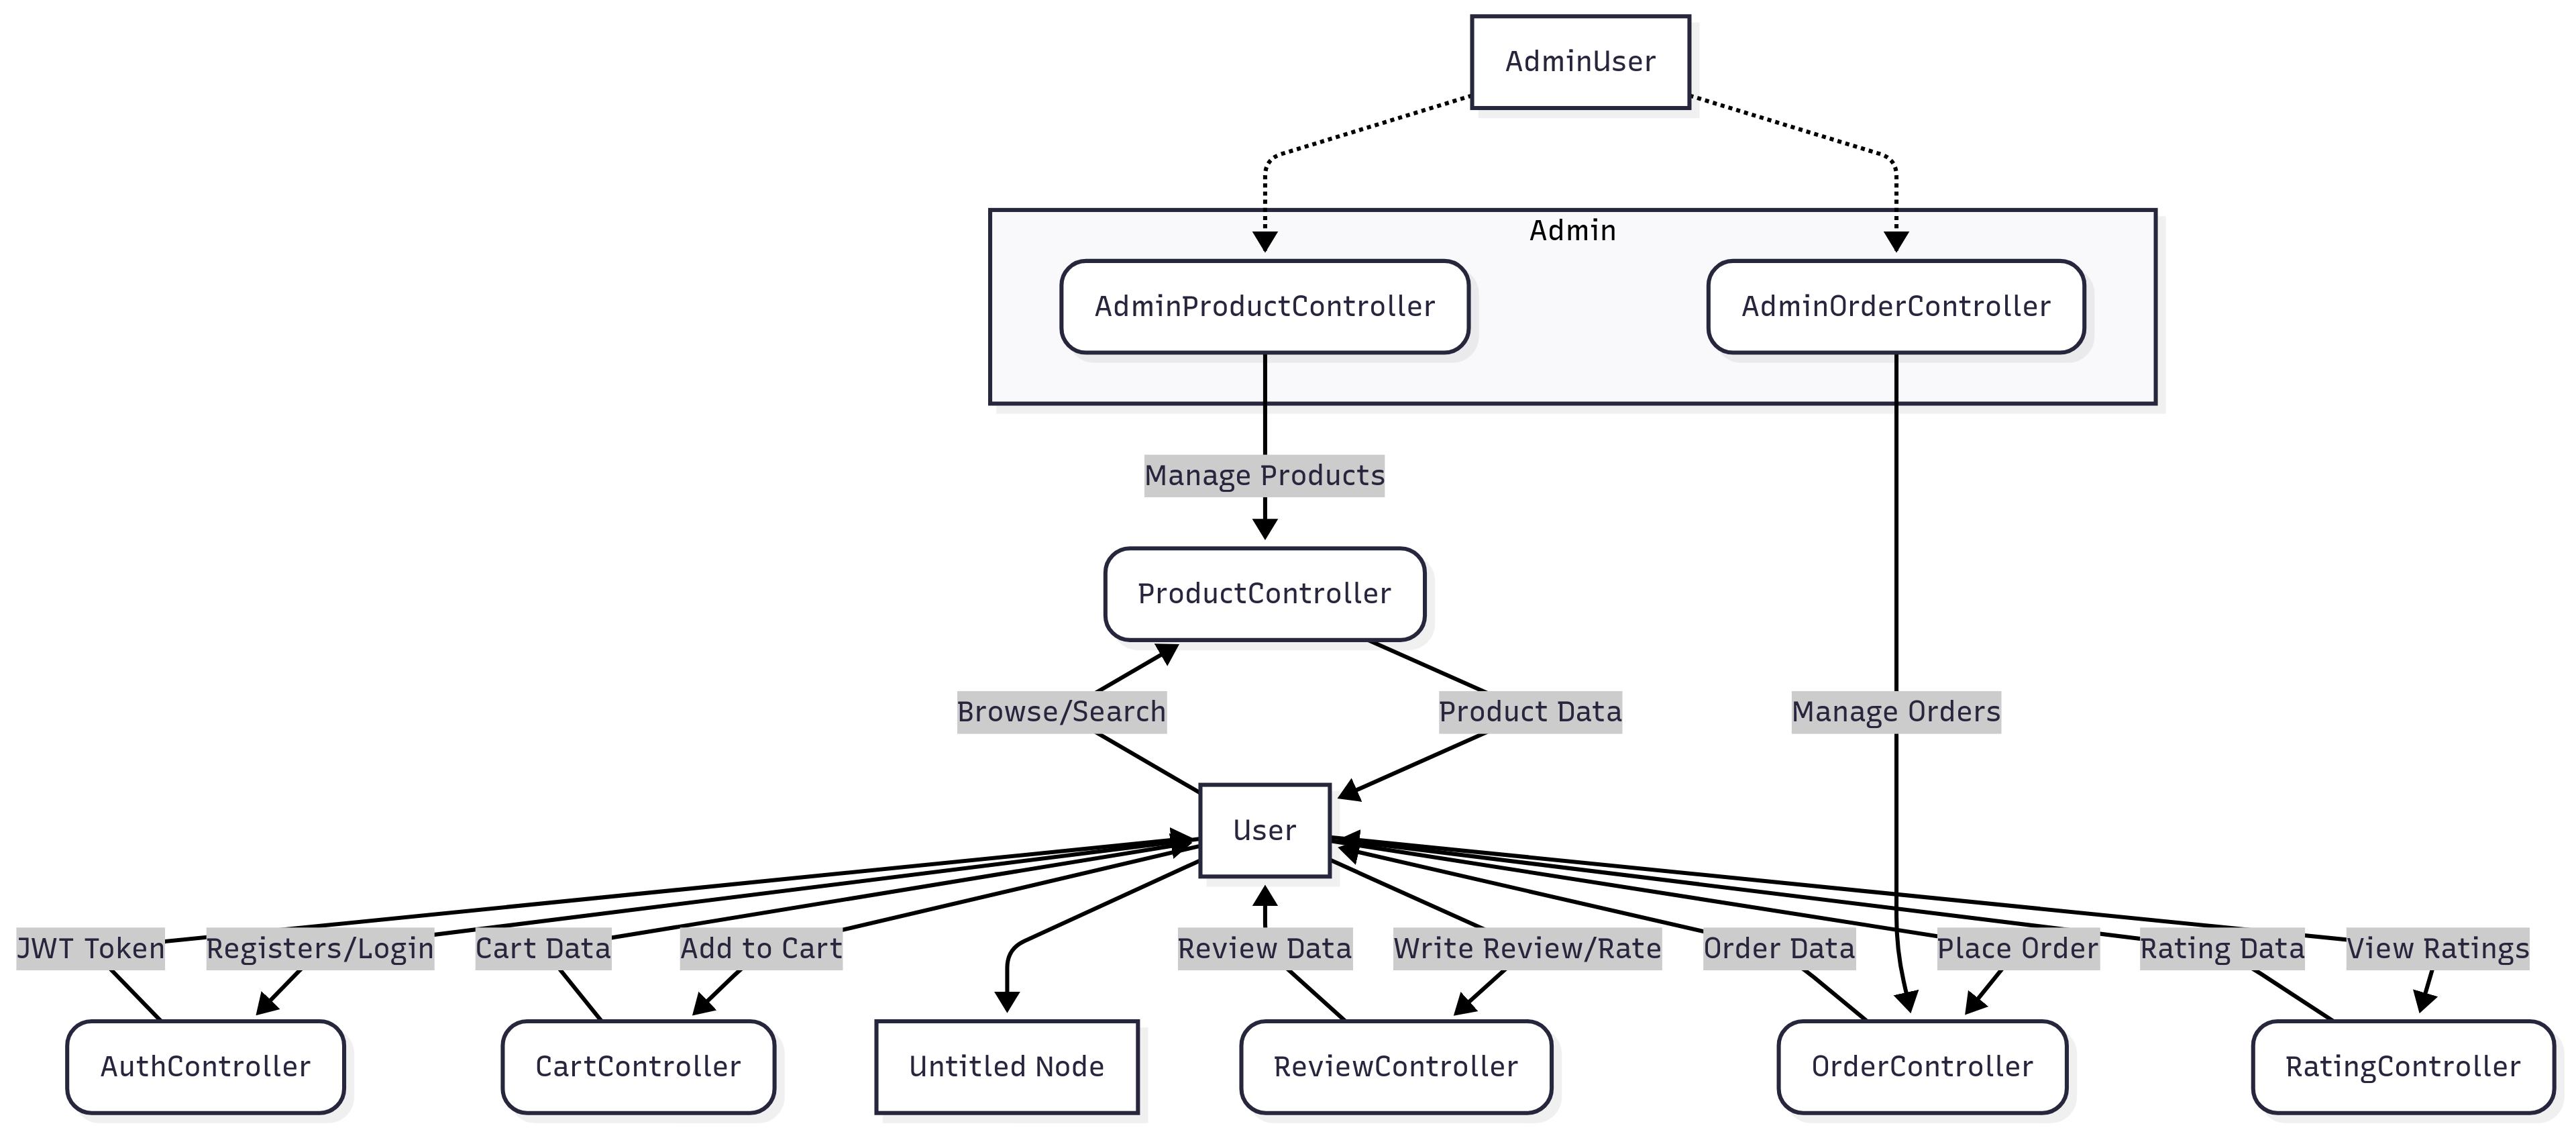 AdminUser
Admin
AdminProductController
AdminOrderController
Manage Products
ProductController
Browse/Search
Product Data
Manage Orders
User
JWT Token
Registers/Login
Cart Data
Add to Cart
Review Data
Write Review/Rate
Order Data
Place Order
Rating Data
View Ratings
AuthController
CartController
Untitled Node
ReviewController
OrderController
RatingController